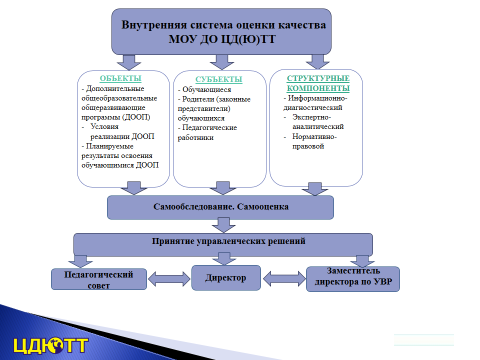 Внутренняя система оценки качества
МОУ ДО ЦД(Ю)ТТ
ОБЪЕКТЫ
- Дополнительные
общеобразовательные
общеразвивающие
программы (ДООП)
- Условия
реализации ДООП
- Планируемые
результаты освоения
обучающимися ДООП
СУБЪЕКТЫ
- Обучающиеся
- Родители (законные
представители)
обучающихся
- Педагогические
работники
СТРУКТУРНЫЕ
КОМПОНЕНТЫ
- Информационно-
диагностический
- Экспертно-
аналитический
- Нормативно-
правовой
Самообследование. Самооценка
Принятие управленческих решений
Педагогический
совет
Директор
Заместитель
директора по УВР
ЦДЮТТ